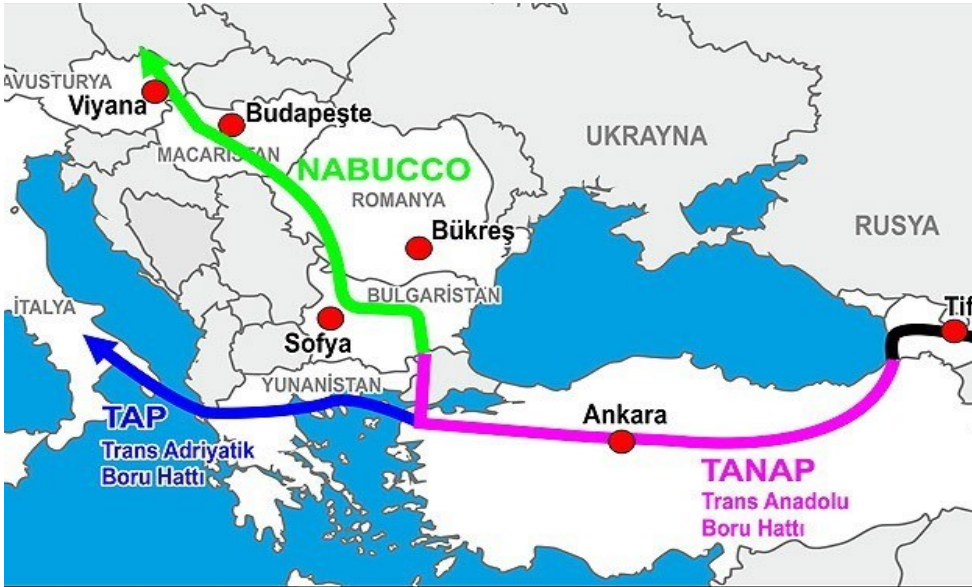 AVUSTURYA
Viyana
Budapeşte
MACARİSTAN
UKRAYNA
NABUCCO
ROMANYA
Bükreş
RUSYA
BULGARİSTAN
İTALYA
Sofya
Tif
YUNANİSTAN
TAP
Trans Adriyatik
Boru Hattı
Ankara
TANAP
Trans Anadolu
Boru Hattı